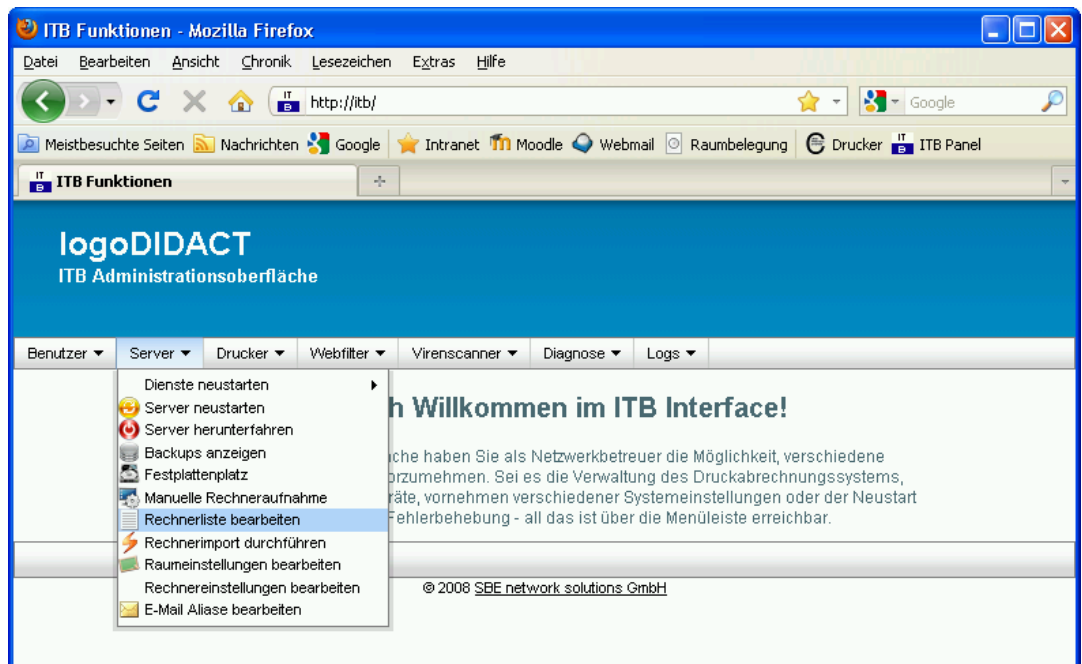 ITB Funktionen - Mozilla Firefox
Datei Bearbeiten Ansicht Chronik Lesezeichen Extras Hilfe
IT B http://itb/ Google
Meistbesuchte Seiten Nachrichten Google Intranet Moodle Webmail Raumbelegung Drucker IT B ITB Panel
IT B ITB Funktionen
logoDIDACT
ITB Administrationsoberfläche
Benutzer Server Drucker Webfilter Virenscanner Diagnose Logs
Dienste neustarten
Server neustarten
Server herunterfahren
Backups anzeigen
Festplattenplatz
Manuelle Rechneraufnahme
Rechnerliste bearbeiten
Rechnerimport durchführen
Raumeinstellungen bearbeiten
Rechnereinstellungen bearbeiten
E-Mail Aliase bearbeiten
h Willkommen im ITB Interface!
che haben Sie als Netzwerkbetreuer die Möglichkeit, verschiedene
orzumehmen. Sei es die Verwaltung des Druckabrechnungssystems,
räte, vornehmen verschiedener Systemeinstellungen oder der Neustart
Fehlerbehebung - all das ist über die Menüleiste erreichbar.
© 2008 SBE network solutions GmbH